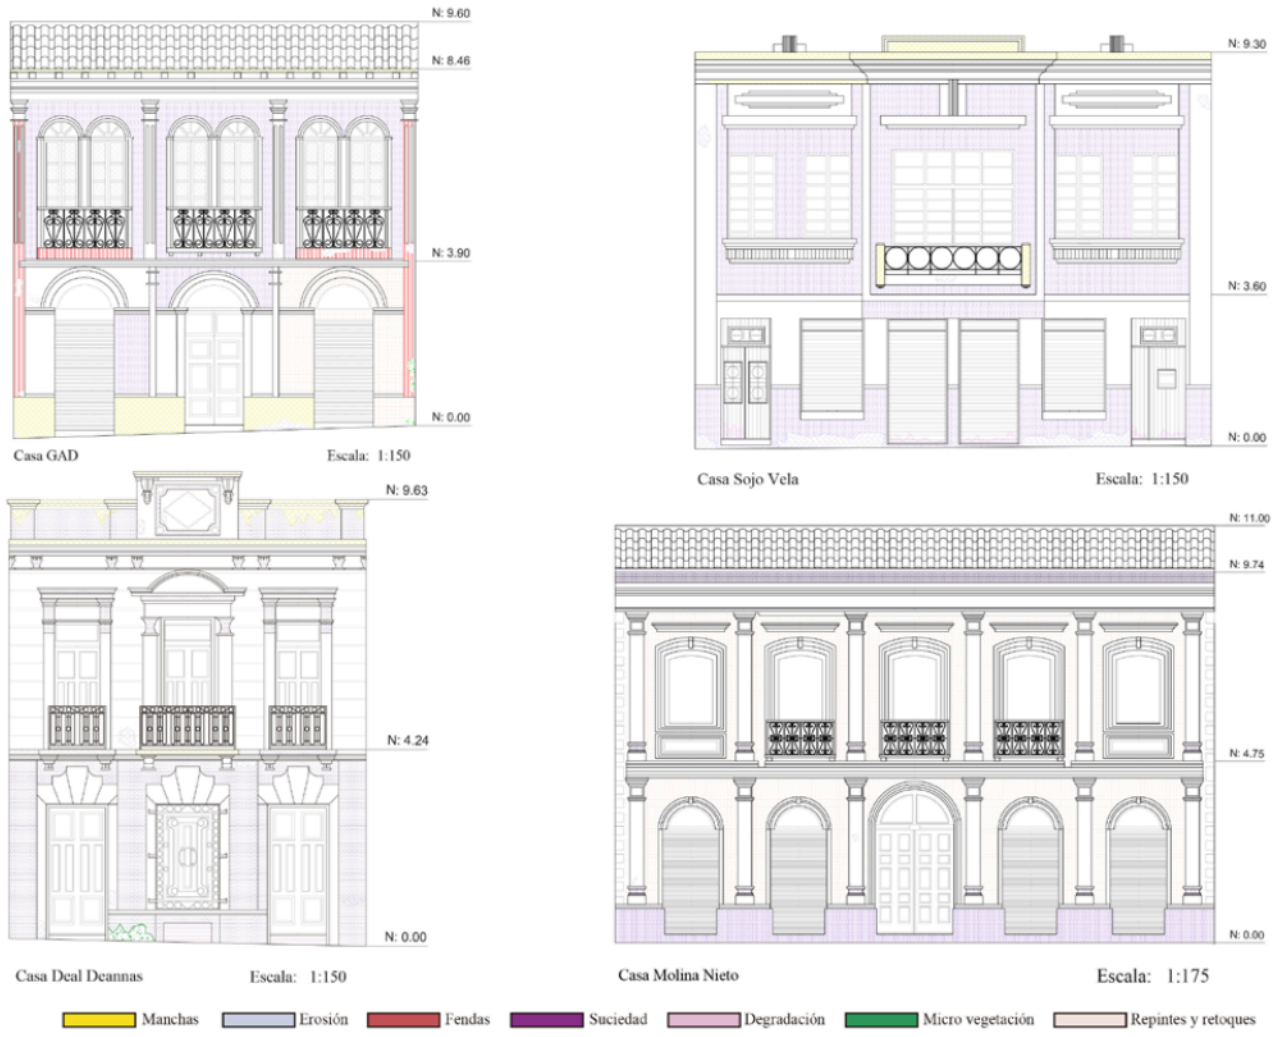 N: 9.60
N: 8.46
N: 3.90
N: 0.00
Casa GAD Escala: 1:150
N: 9.30
N: 3.60
N: 0.00
Casa Sojo Vela Escala: 1:150
N: 9.63
N: 4.24
N: 0.00
Casa Deal Deannas Escala: 1:150
N: 11.00
N: 9.74
N: 4.75
N: 0.00
Casa Molina Nieto Escala: 1:175
Manchas Erosión Fendas Suciedad Degradación Micro vegetación Repintes y retoques